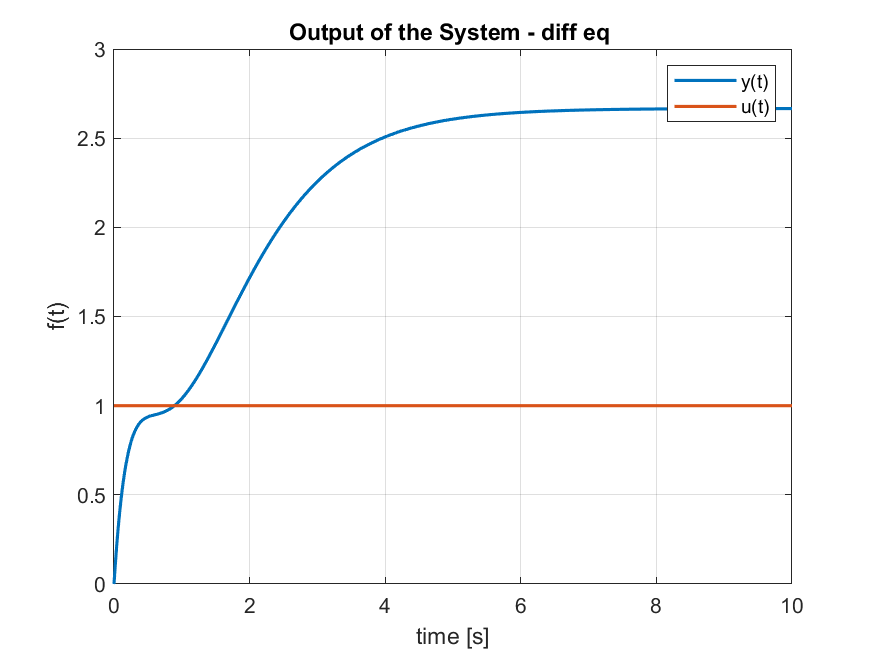 Output of the System - diff eq
3
2.5
2
1.5
1
0.5
0
f(t)
y(t)
u(t)
0 2 4 6 8 10
time [s]